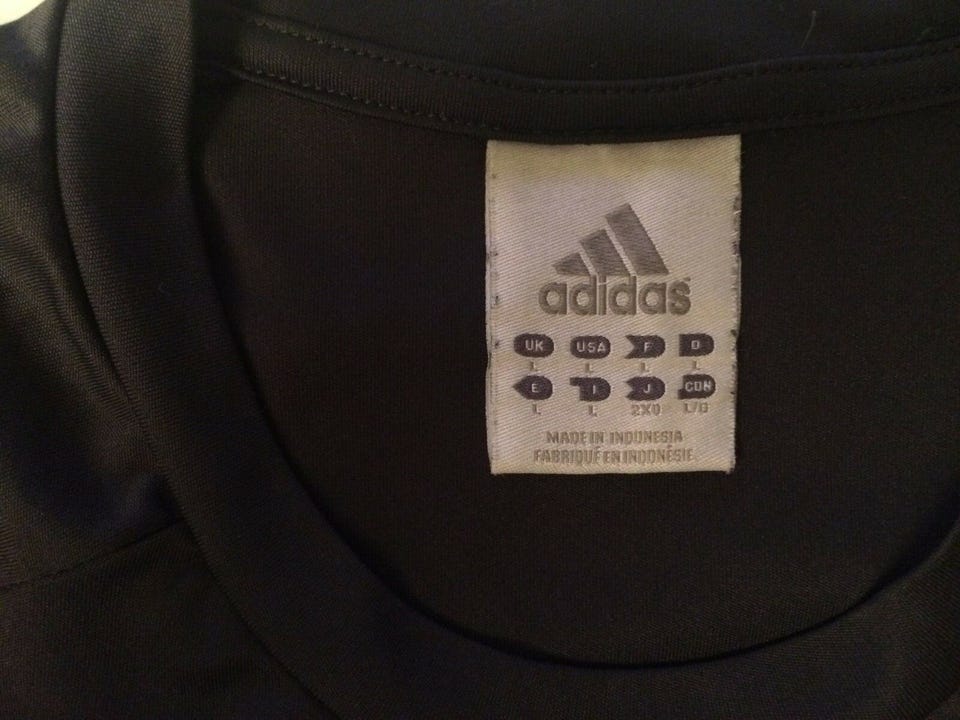 adidas
UK USA F D
L L L L
E I J CDN
L L 2XO L/G
MADE IN INDONESIA
FABRIQUÉ EN INDONÉSIE